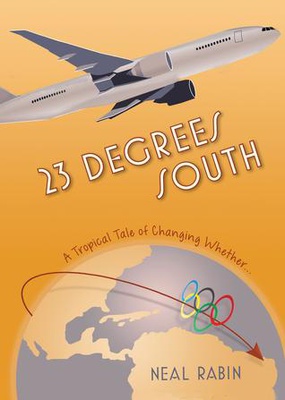 23 DEGREES
SOUTH
A Tropical Tale of Changing Whether...
NEAL RABIN